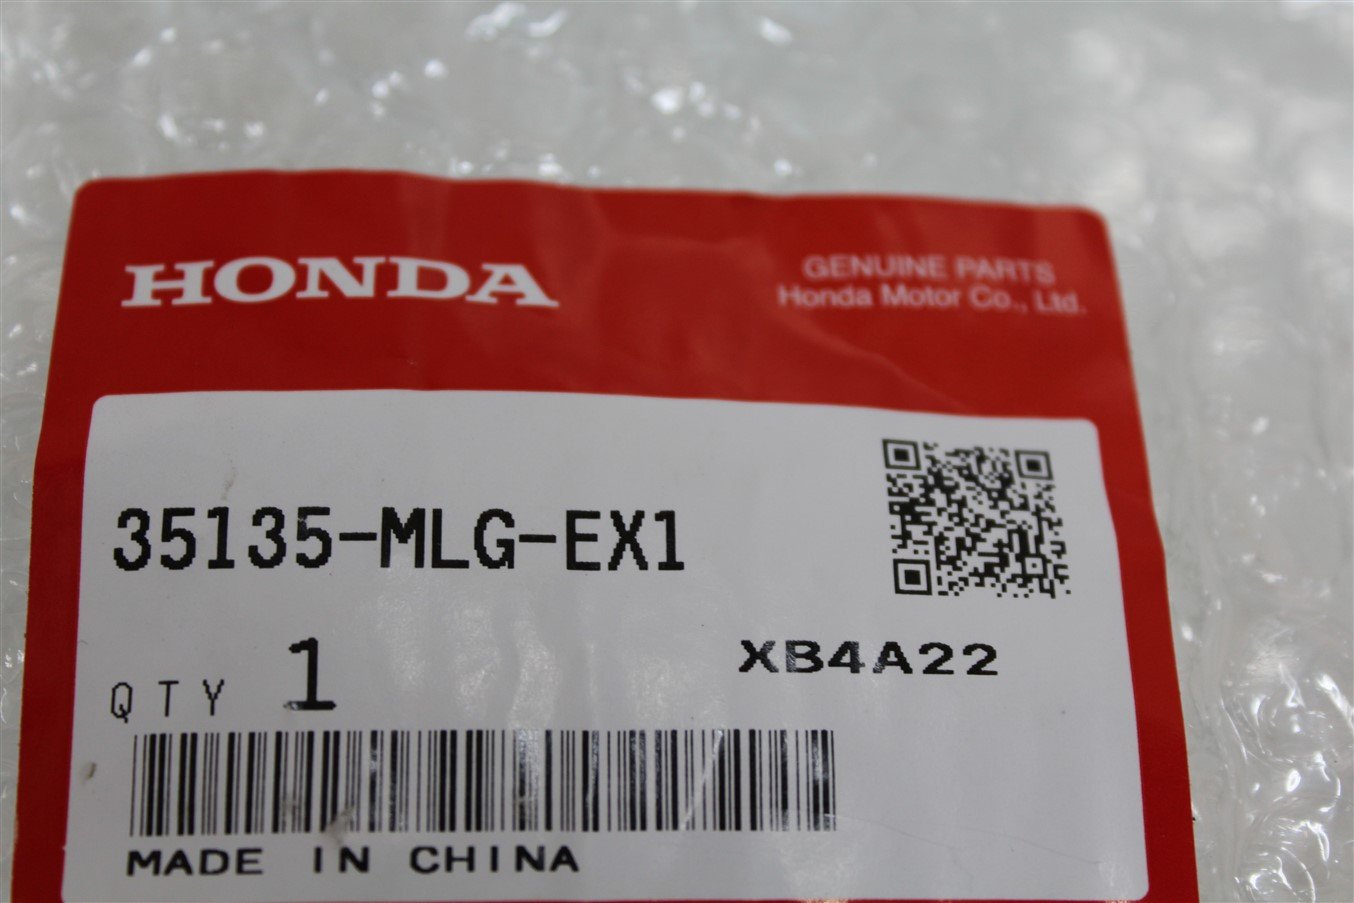 HONDA
GENUINE PARTS
Honda Motor Co., Ltd.
35135-MLG-EX1
XB4A22
QTY 1
MADE IN CHINA